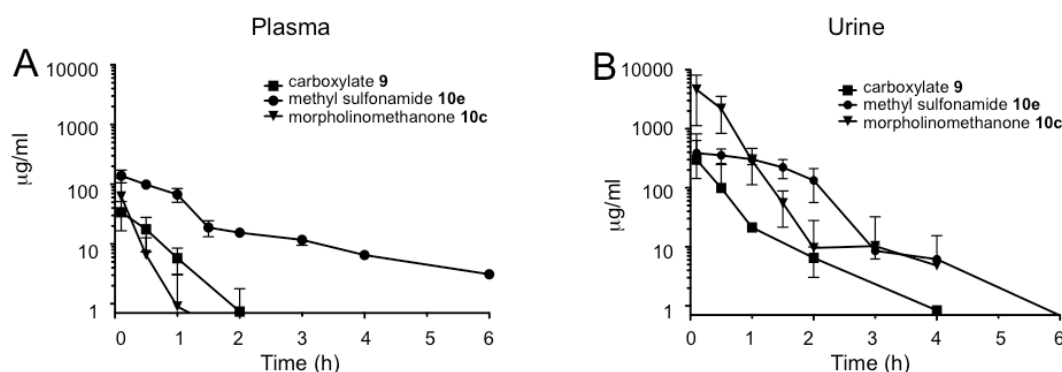 Plasma
A
10000
1000
100
10
1
μg/ml
carboxylate 9
methyl sulfonamide 10e
morpholinomethanone 10c
0 1 2 3 4 5 6
Time (h)
Urine
B
10000
1000
100
10
1
μg/ml
carboxylate 9
methyl sulfonamide 10e
morpholinomethanone 10c
0 1 2 3 4 5 6
Time (h)